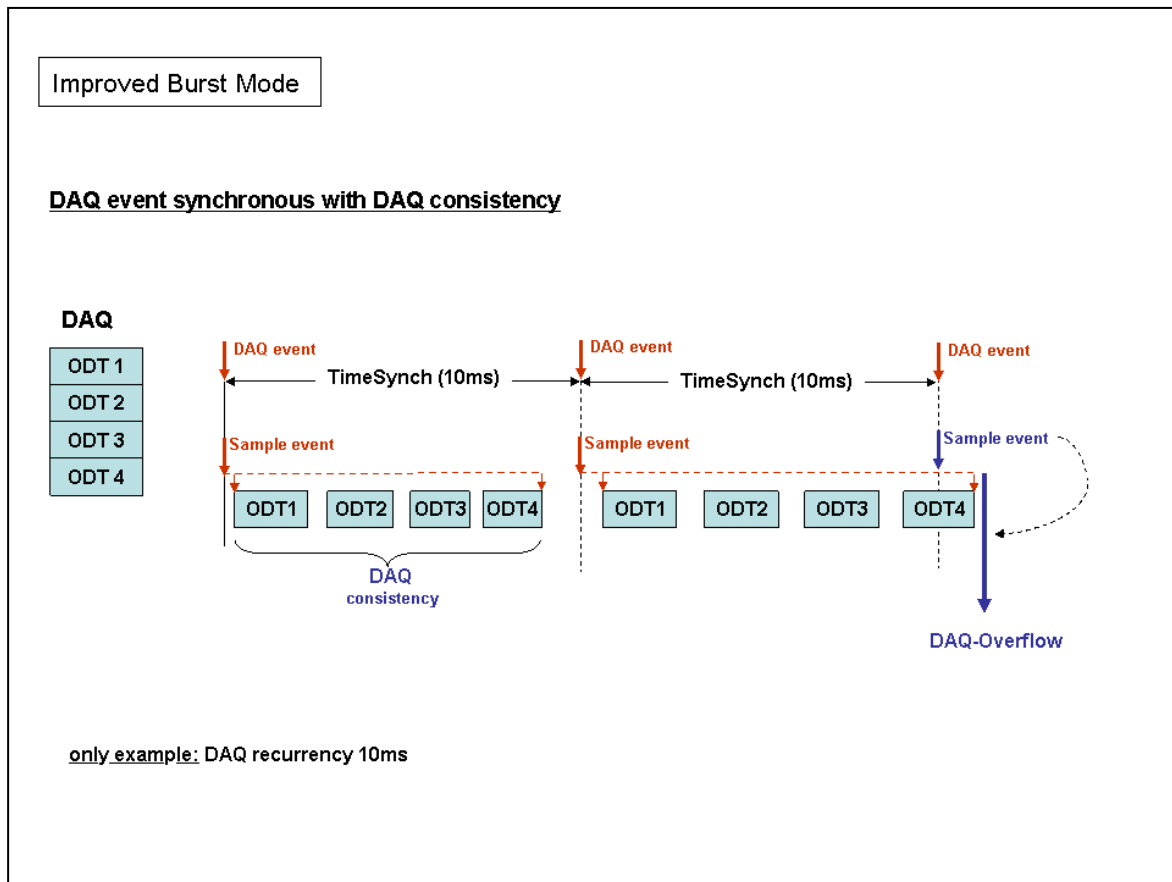 Improved Burst Mode
DAQ event synchronous with DAQ consistency
DAQ
ODT 1
ODT 2
ODT 3
ODT 4
DAQ event
DAQ event
DAQ event
TimeSynch (10ms)
TimeSynch (10ms)
Sample event
Sample event
Sample event
ODT1
ODT2
ODT3
ODT4
ODT1
ODT2
ODT3
ODT4
DAQ
consistency
DAQ-Overflow
only example: DAQ recurrency 10ms